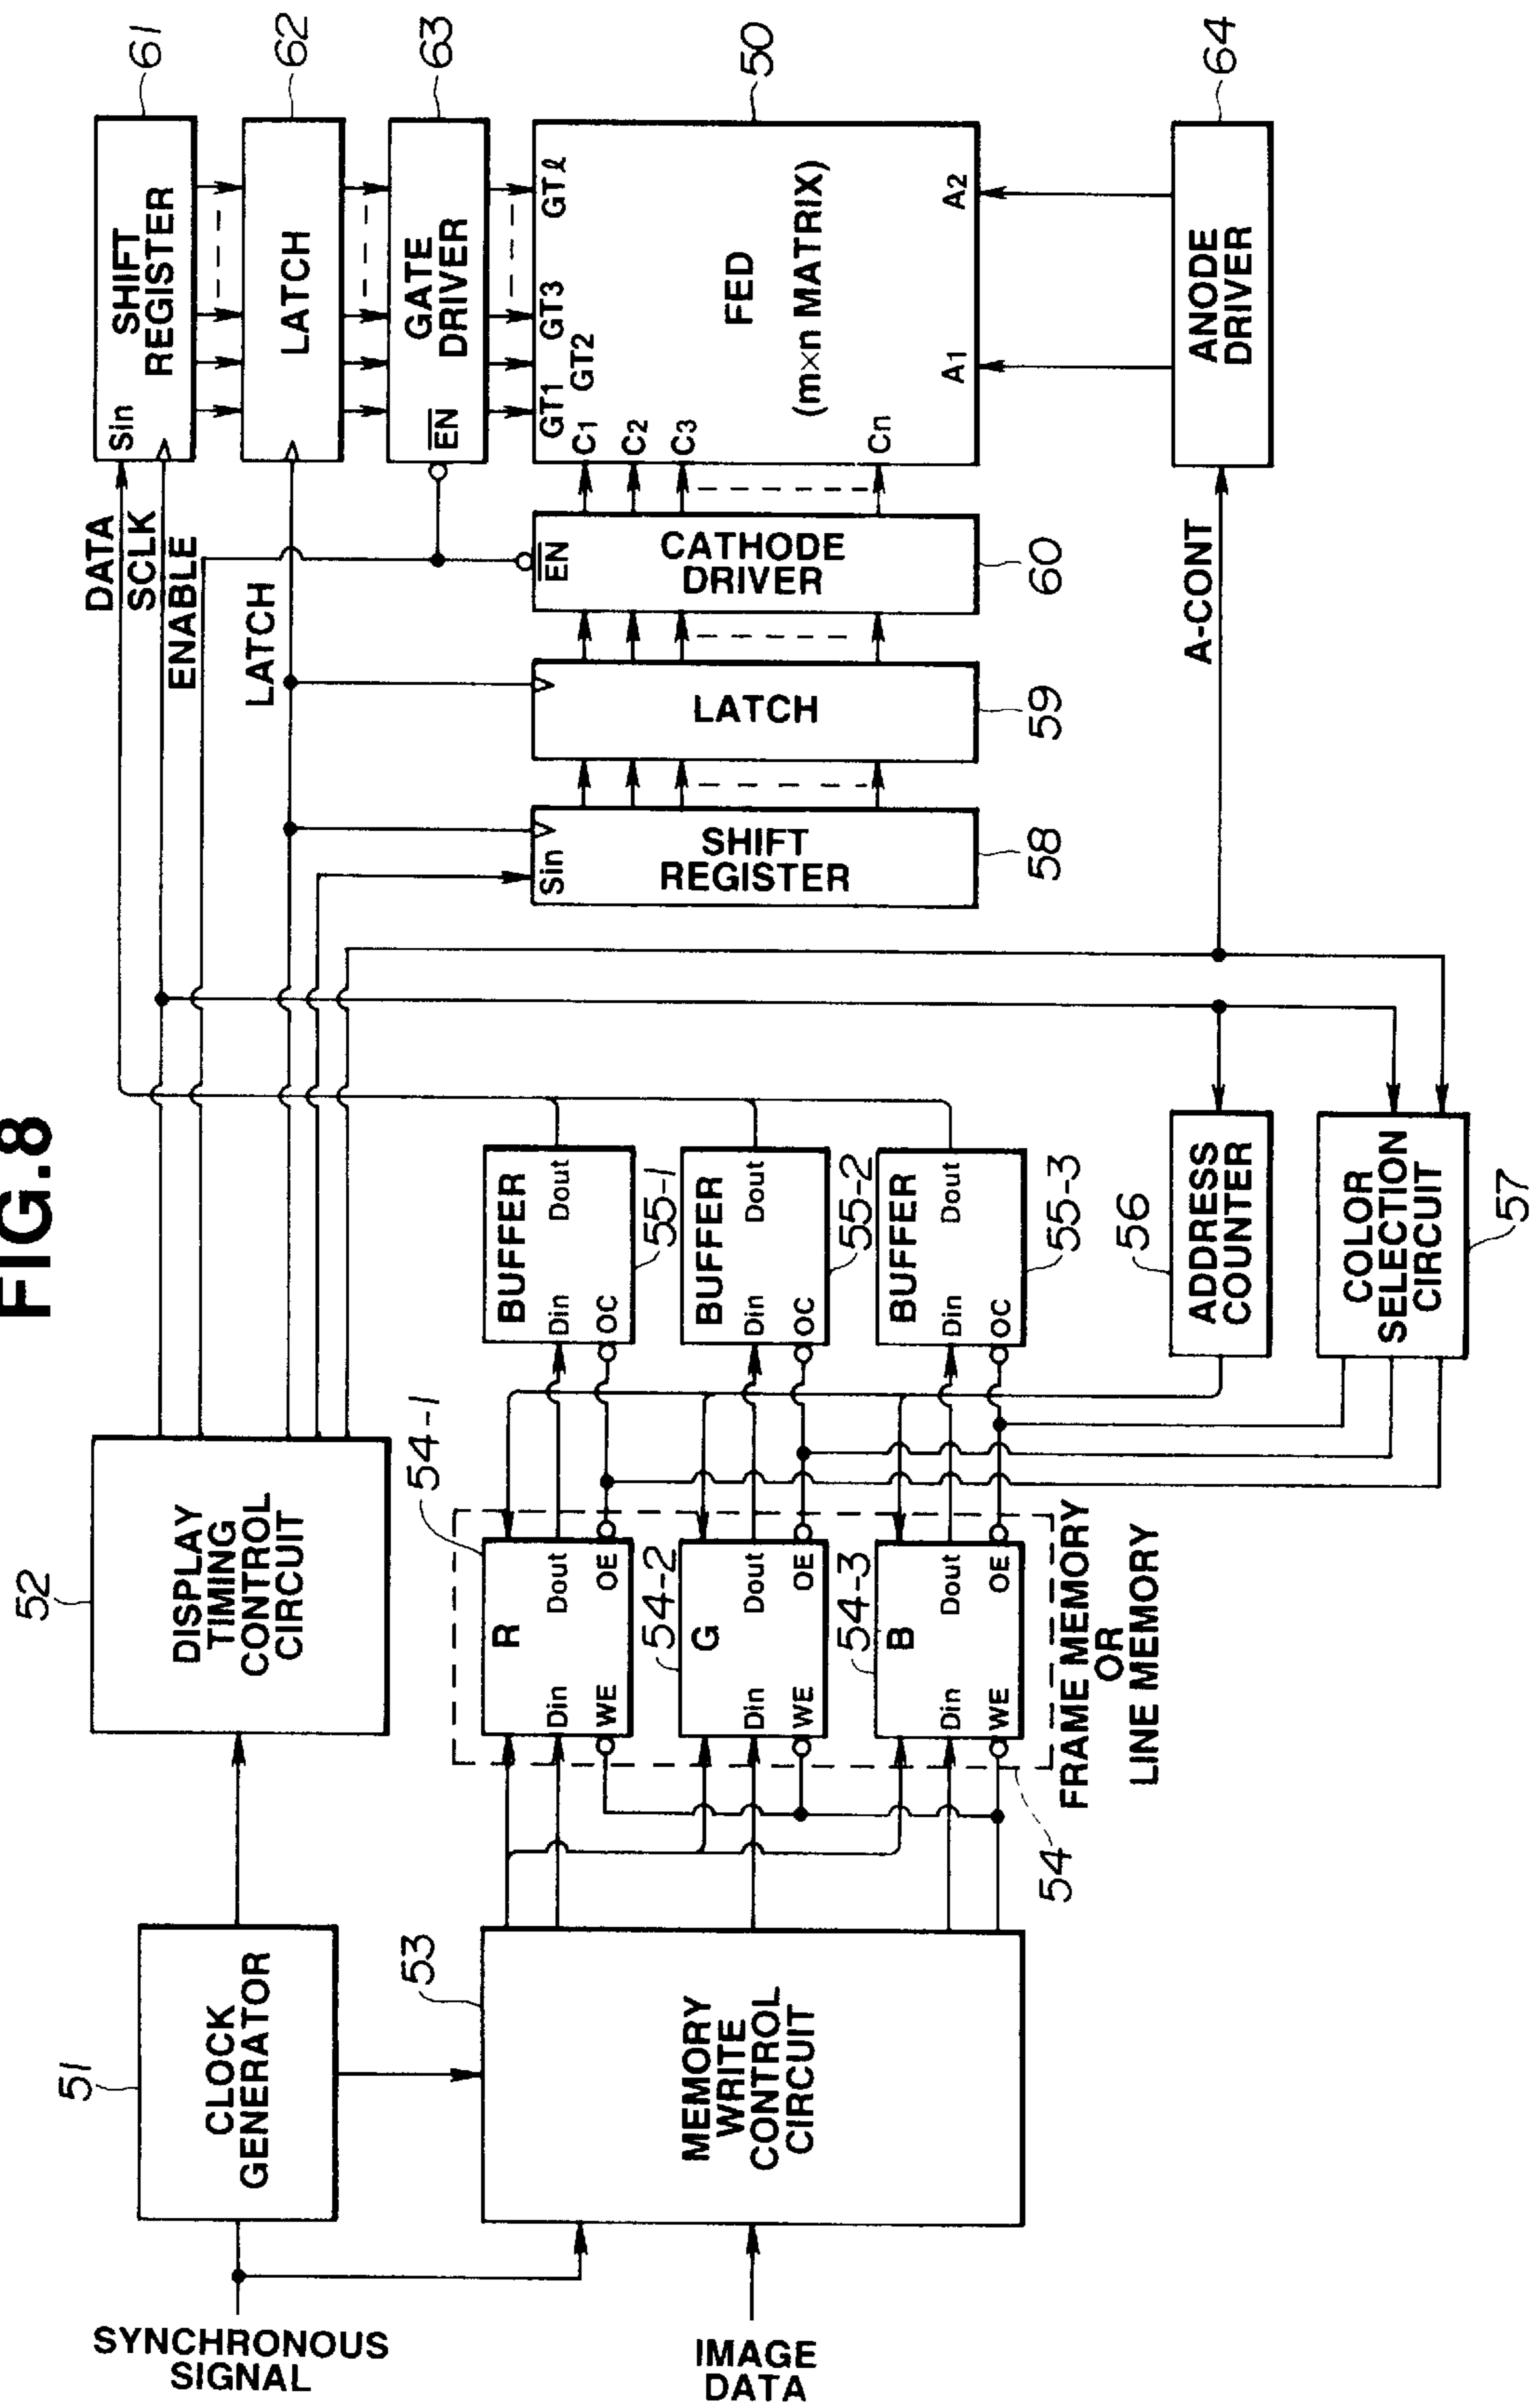 FIG.8
SYNCHRONOUS
SIGNAL
IMAGE
DATA
51
CLOCK
GENERATOR
53
MEMORY
WRITE
CONTROL
CIRCUIT
52
DISPLAY
TIMING
CONTROL
CIRCUIT
54
FRAME MEMORY
OR
LINE MEMORY
54-1
R
Din
Dout
WE
OE
54-2
G
Din
Dout
WE
OE
54-3
B
Din
Dout
WE
OE
BUFFER
Din
Dout
OC
55-1
BUFFER
Din
Dout
OC
55-2
BUFFER
Din
Dout
OC
55-3
56
ADDRESS
COUNTER
COLOR
SELECTION
CIRCUIT
57
DATA
SCLK
ENABLE
LATCH
A-CONT
Sin
SHIFT
REGISTER
58
LATCH
59
EN
CATHODE
DRIVER
60
Sin
SHIFT
REGISTER
61
LATCH
62
EN
GATE
DRIVER
63
GT1
GT2
GT3
GTℓ
C1
C2
C3
Cn
FED
(m×n MATRIX)
A1
A2
50
ANODE
DRIVER
64